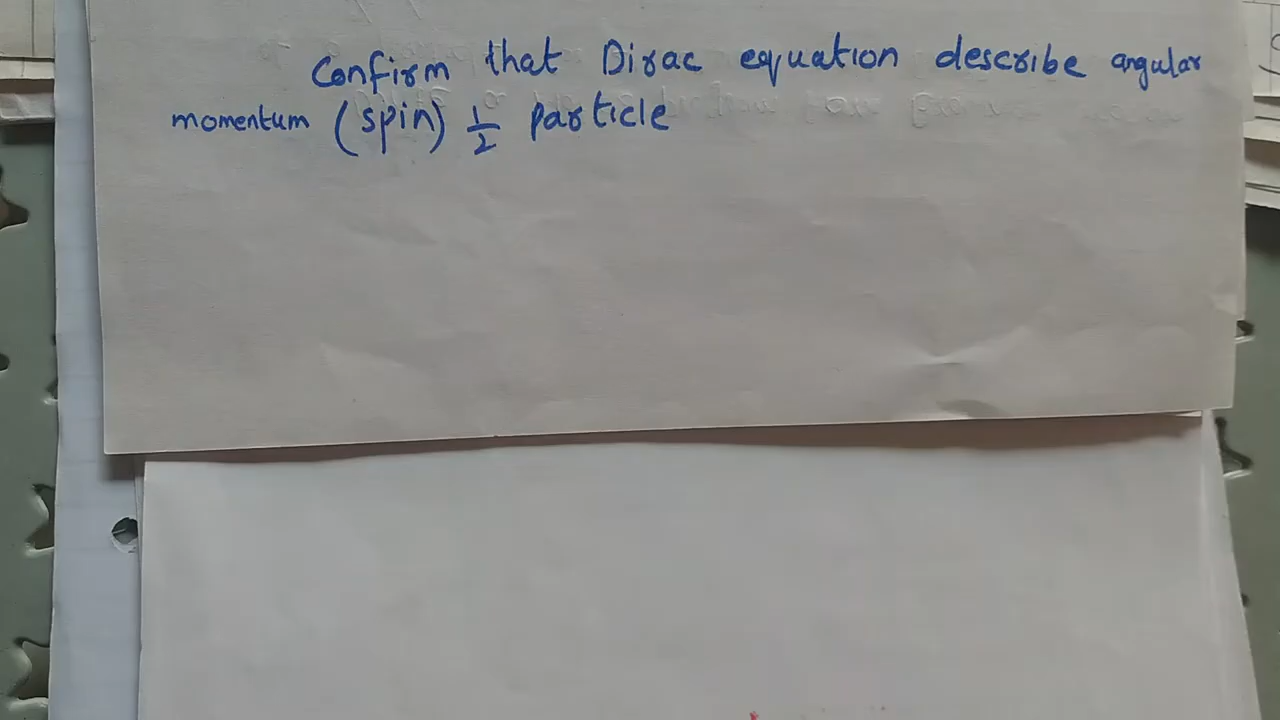 Confirm that Dirac equation describe angular
momentum (spin) 1/2 particle